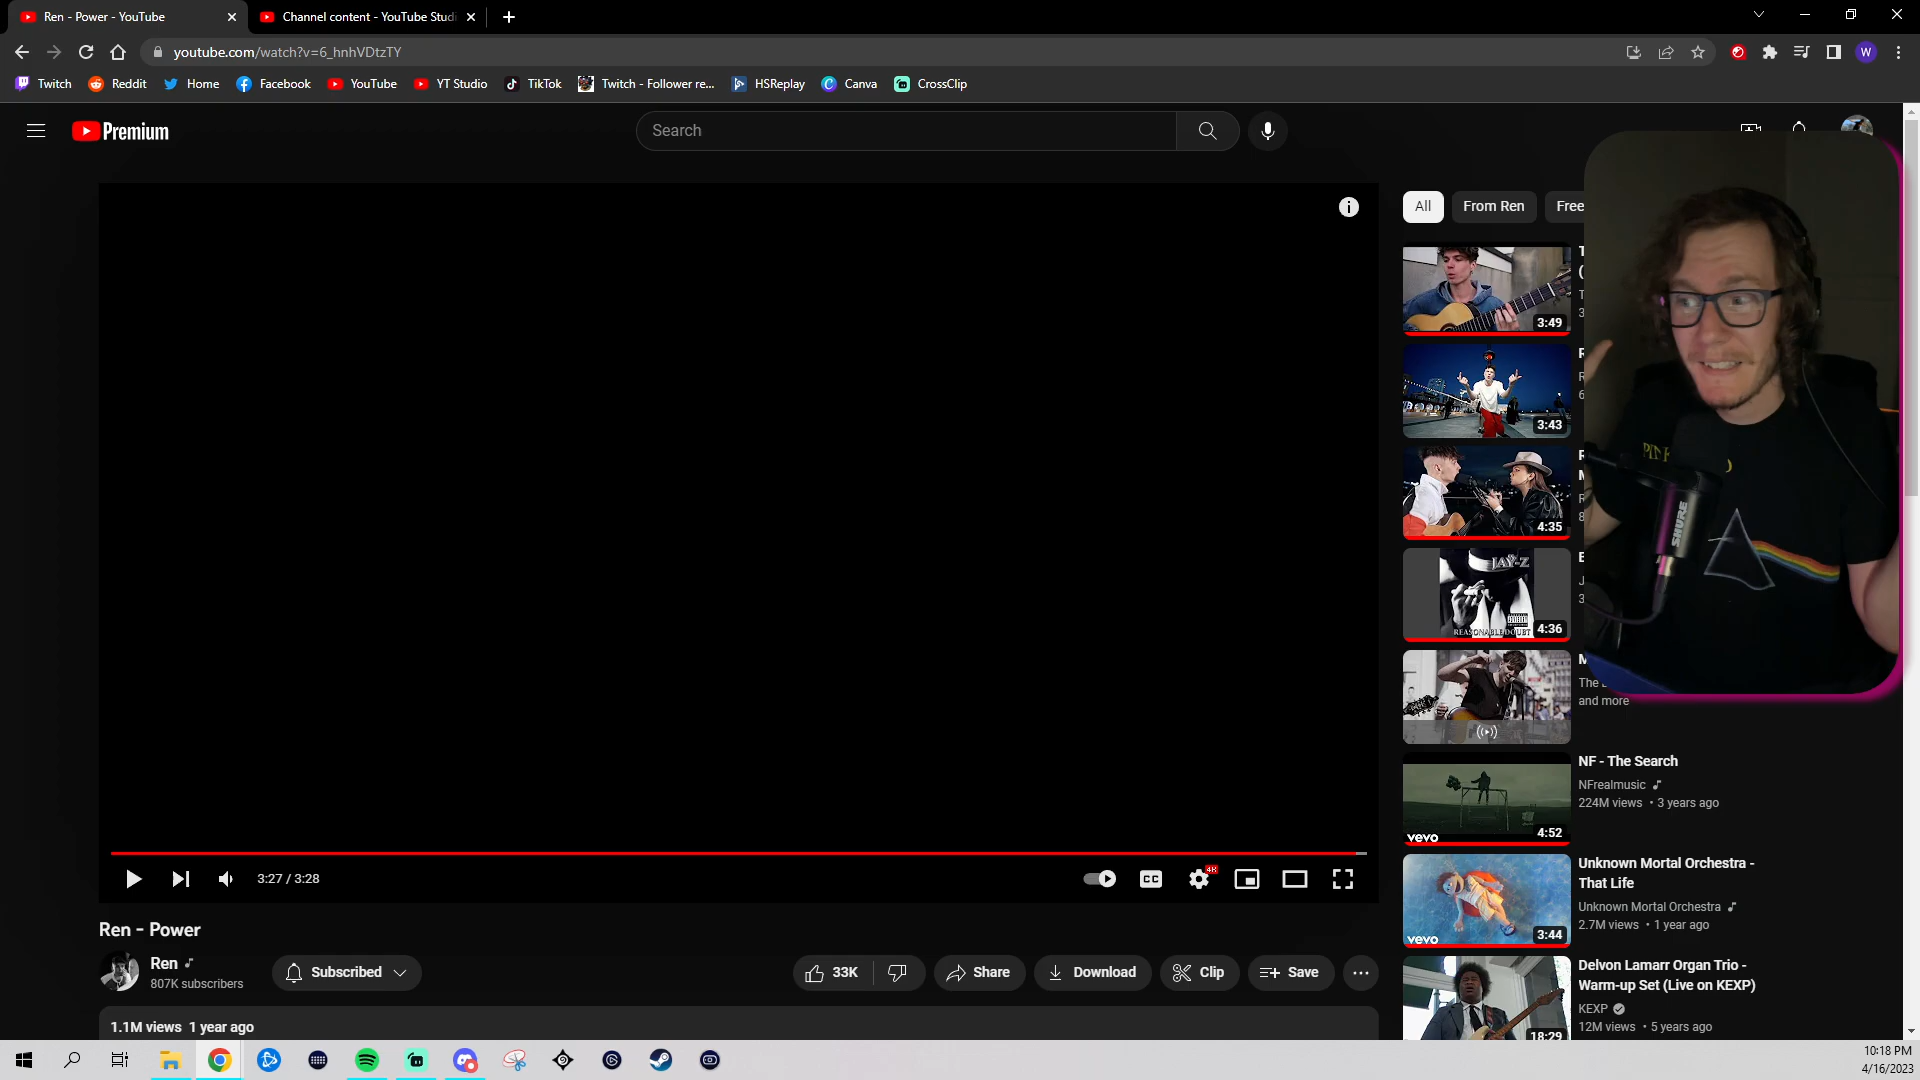 Ren - Power - YouTube
Channel content - YouTube Studi
youtube.com/watch?v=6_hnhVDtzTY
W
Twitch
Reddit
Home
Facebook
YouTube
YT Studio
TikTok
Twitch - Follower re...
HSReplay
Canva
CrossClip
Premium
Search
All
From Ren
Free
3:49
3:43
4:35
JAY-Z
REASONABLE DOUBT
4:36
SHURE
and more
NF - The Search
NFrealmusic
224M views • 3 years ago
vevo
4:52
Unknown Mortal Orchestra -
That Life
Unknown Mortal Orchestra
2.7M views • 1 year ago
vevo
3:44
Delvon Lamarr Organ Trio -
Warm-up Set (Live on KEXP)
KEXP
12M views • 5 years ago
18:29
3:27 / 3:28
CC
4K
Ren - Power
Ren
807K subscribers
Subscribed
33K
Share
Download
Clip
Save
1.1M views 1 year ago
10:18 PM
4/16/2023